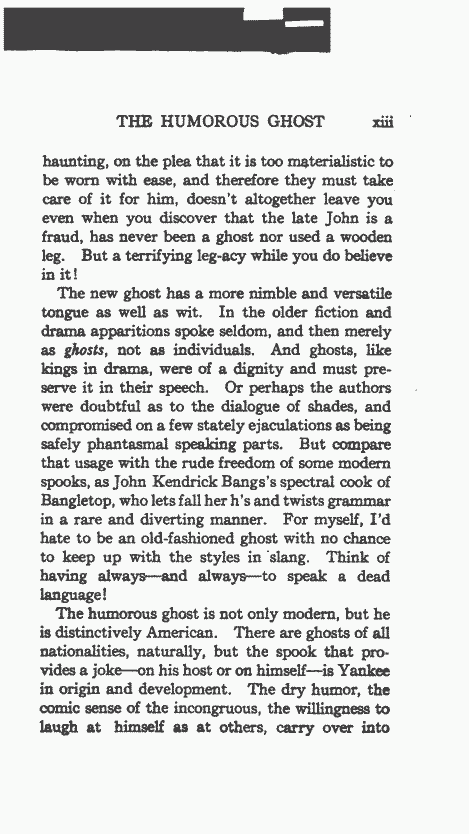 THE HUMOROUS GHOST xiii
haunting, on the plea that it is too materialistic to
be worn with ease, and therefore they must take
care of it for him, doesn't altogether leave you
even when you discover that the late John is a
fraud, has never been a ghost nor used a wooden
leg. But a terrifying leg-acy while you do believe
in it!
The new ghost has a more nimble and versatile
tongue as well as wit. In the older fiction and
drama apparitions spoke seldom, and then merely
as ghosts, not as individuals. And ghosts, like
kings in drama, were of a dignity and must pre-
serve it in their speech. Or perhaps the authors
were doubtful as to the dialogue of shades, and
compromised on a few stately ejaculations as being
safely phantasmal speaking parts. But compare
that usage with the rude freedom of some modern
spooks, as John Kendrick Bangs's spectral cook of
Bangletop, who lets fall her h's and twists grammar
in a rare and diverting manner. For myself, I'd
hate to be an old-fashioned ghost with no chance
to keep up with the styles in slang. Think of
having always—and always—to speak a dead
language!
The humorous ghost is not only modern, but he
is distinctively American. There are ghosts of all
nationalities, naturally, but the spook that pro-
vides a joke—on his host or on himself—is Yankee
in origin and development. The dry humor, the
comic sense of the incongruous, the willingness to
laugh at himself as at others, carry over into